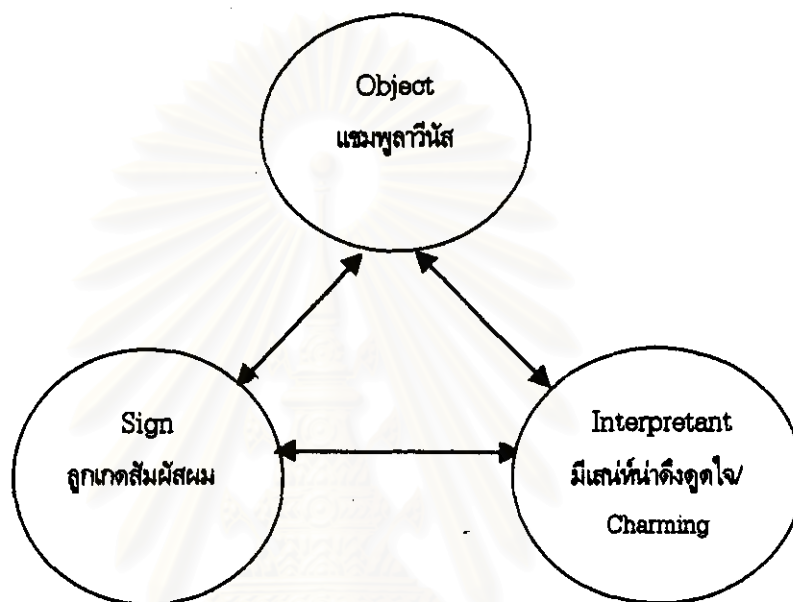 Object
แชมพูลาวีนัส
Sign
ลูกเกดสัมผัสผม
Interpretant
มีเสน่ห์น่าดึงดูดใจ/
Charming